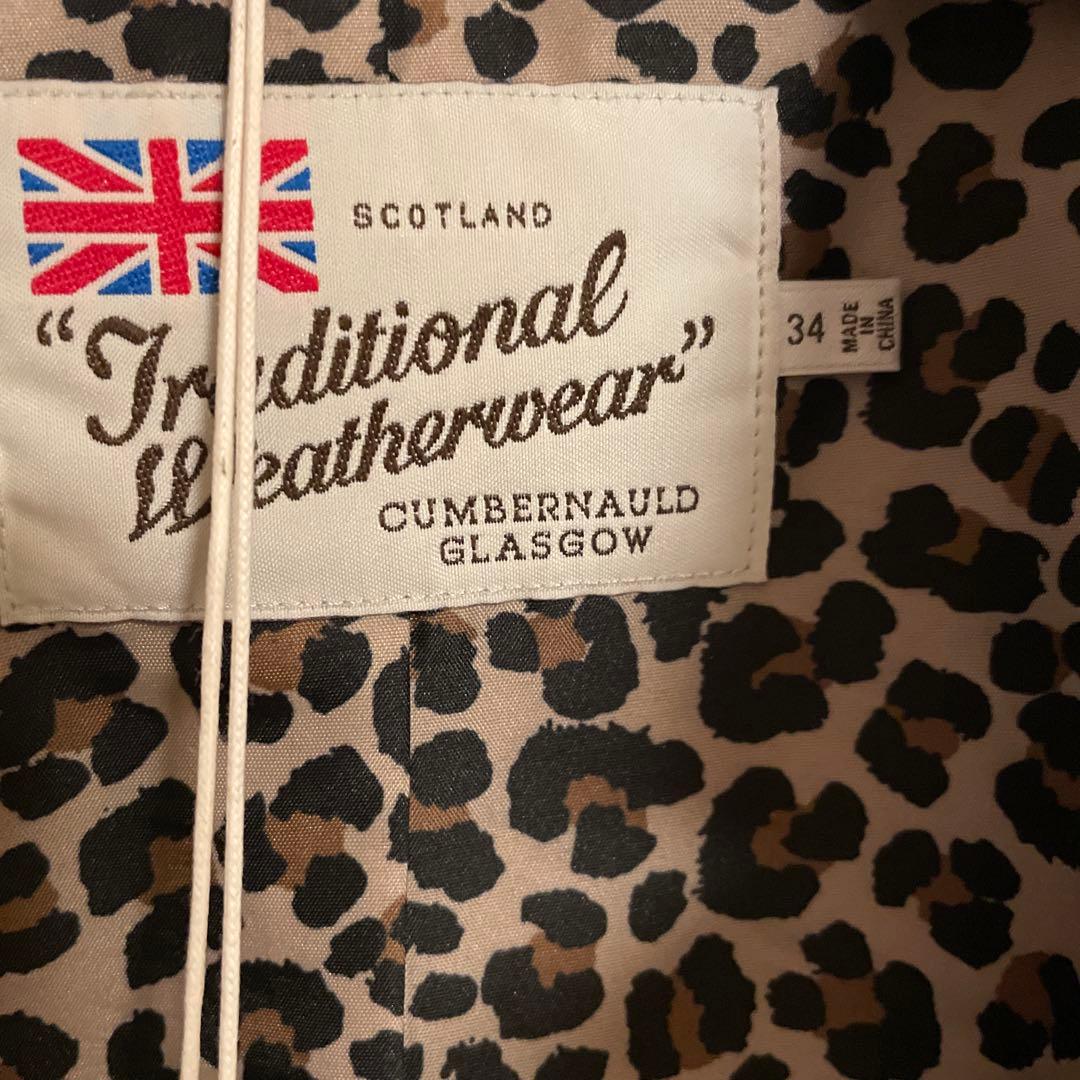 SCOTLAND
"Traditional
Weatherwear"
CUMBERNAULD
GLASGOW
34
MADE
IN
CHINA